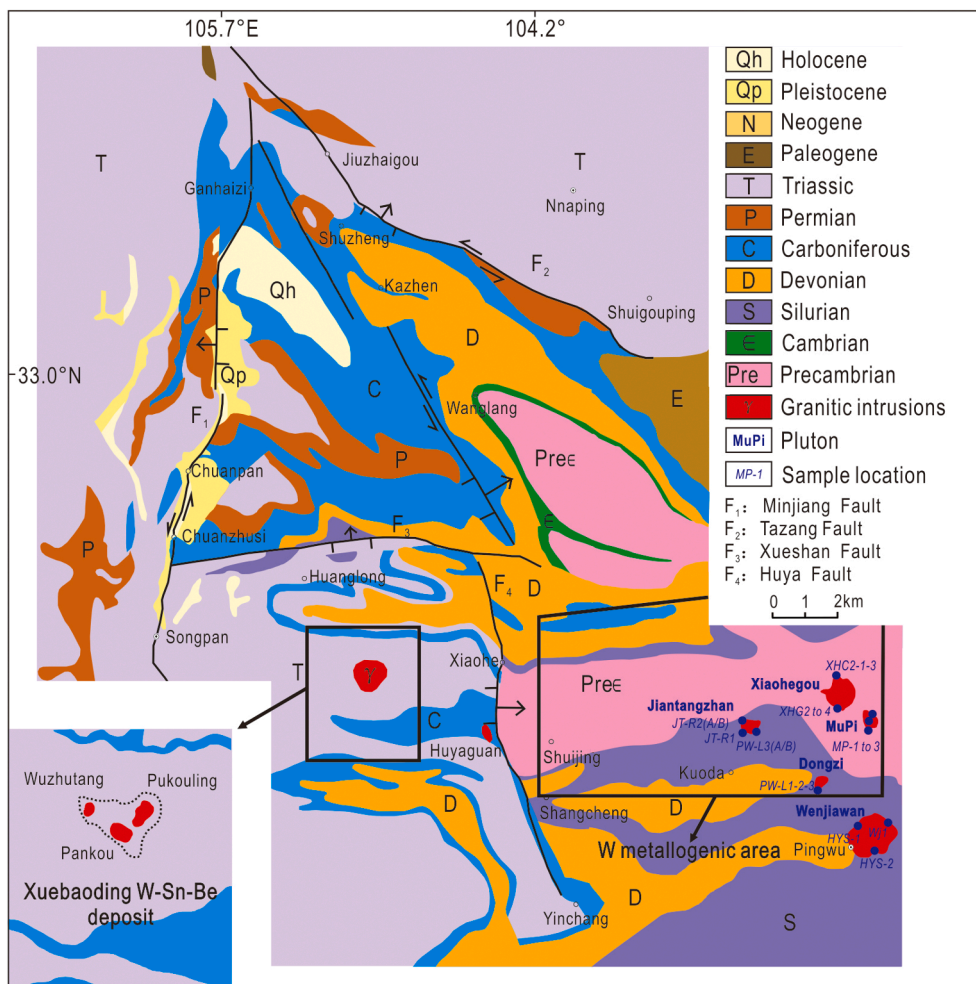 105.7°E
104.2°
33.0°N
T
T
Jiuzhaigou
Ganhaizi
Nnaping
Shuzheng
F2
Qh
Kazhen
P
Shuigouping
D
Qp
C
Wanglang
E
F1
Pre∈
P
Chuanpan
P
Chuanzhusi
F3
∈
Huanglong
F4
D
Songpan
T
Xiaohe
γ
C
Huyaguan
Pre∈
XHC2-1-3
Xiaohegou
Jiantangzhan
JT-R2(A/B)
XHG2 to 4
JT-R1
MuPi
PW-L3(A/B)
MP-1 to 3
Shuijing
Dongzi
Kuoda
PW-L1-2-3
D
Shangcheng
D
Wenjiawan
HYS-1
WJ1
W metallogenic area
Pingwu
HYS-2
D
Yinchang
S
Wuzhutang
Pukouling
Pankou
Xuebaoding W-Sn-Be
deposit
Qh Holocene
Qp Pleistocene
N Neogene
E Paleogene
T Triassic
P Permian
C Carboniferous
D Devonian
S Silurian
∈ Cambrian
Pre Precambrian
γ Granitic intrusions
MuPi Pluton
MP-1 Sample location
F1: Minjiang Fault
F2: Tazang Fault
F3: Xueshan Fault
F4: Huya Fault
0 1 2km